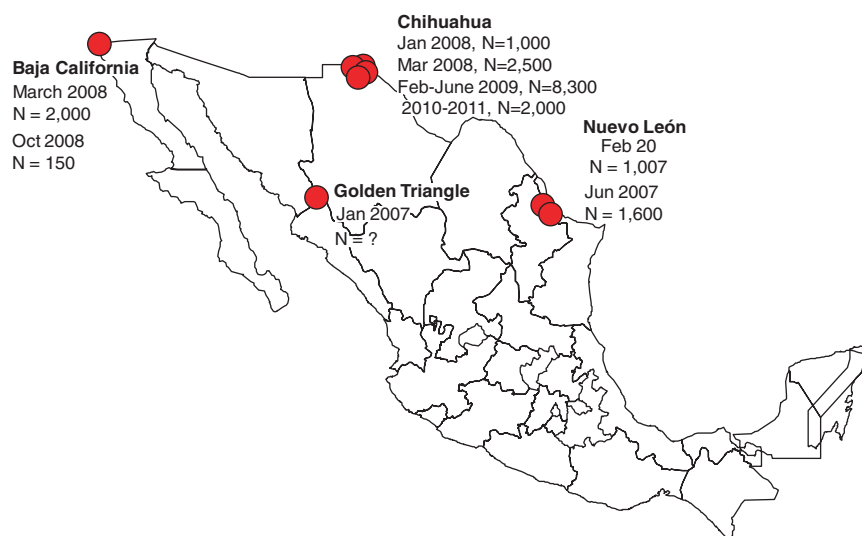 Chihuahua
Jan 2008, N=1,000
Mar 2008, N=2,500
Feb-June 2009, N=8,300
2010-2011, N=2,000
Baja California
March 2008
N = 2,000
Oct 2008
N = 150
Nuevo León
Feb 20
N = 1,007
Jun 2007
N = 1,600
Golden Triangle
Jan 2007
N = ?